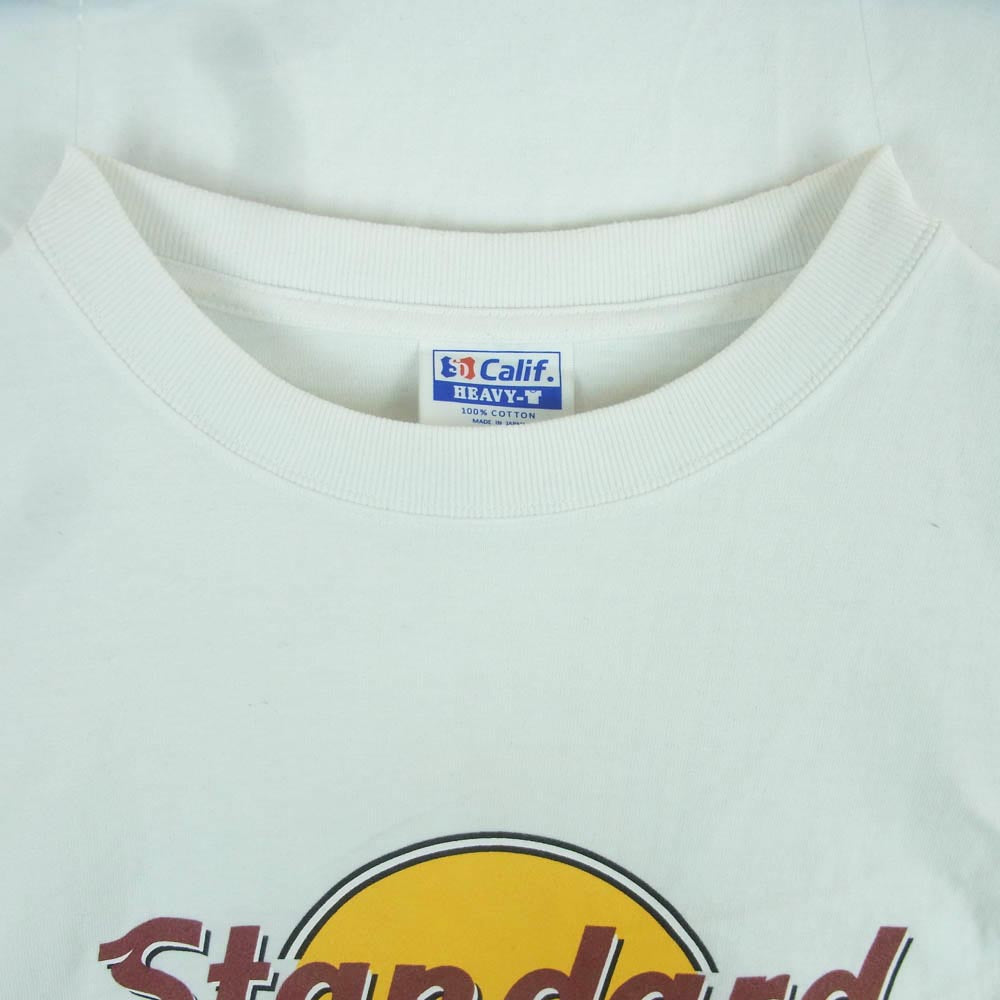 SD Calif.
HEAVY-T
100% COTTON
MADE IN JAPAN
Standard